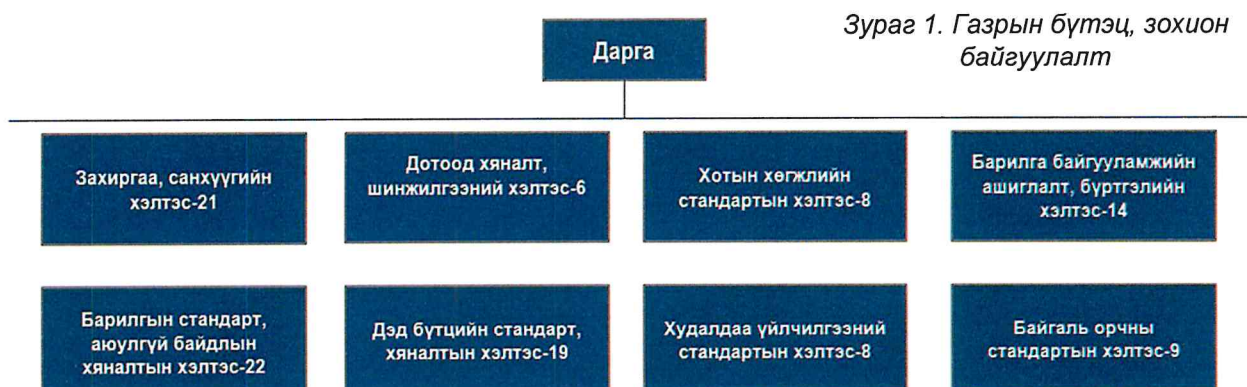 Зураг 1. Газрын бүтэц, зохион
байгуулалт
Дарга
Захиргаа, санхүүгийн
хэлтэс-21
Дотоод хяналт,
шинжилгээний хэлтэс-6
Хотын хөгжлийн
стандартын хэлтэс-8
Барилга байгууламжийн
ашиглалт, бүртгэлийн
хэлтэс-14
Барилгын стандарт,
аюулгүй байдлын
хяналтын хэлтэс-22
Дэд бүтцийн стандарт,
хяналтын хэлтэс-19
Худалдаа үйлчилгээний
стандартын хэлтэс-8
Байгаль орчны
стандартын хэлтэс-9